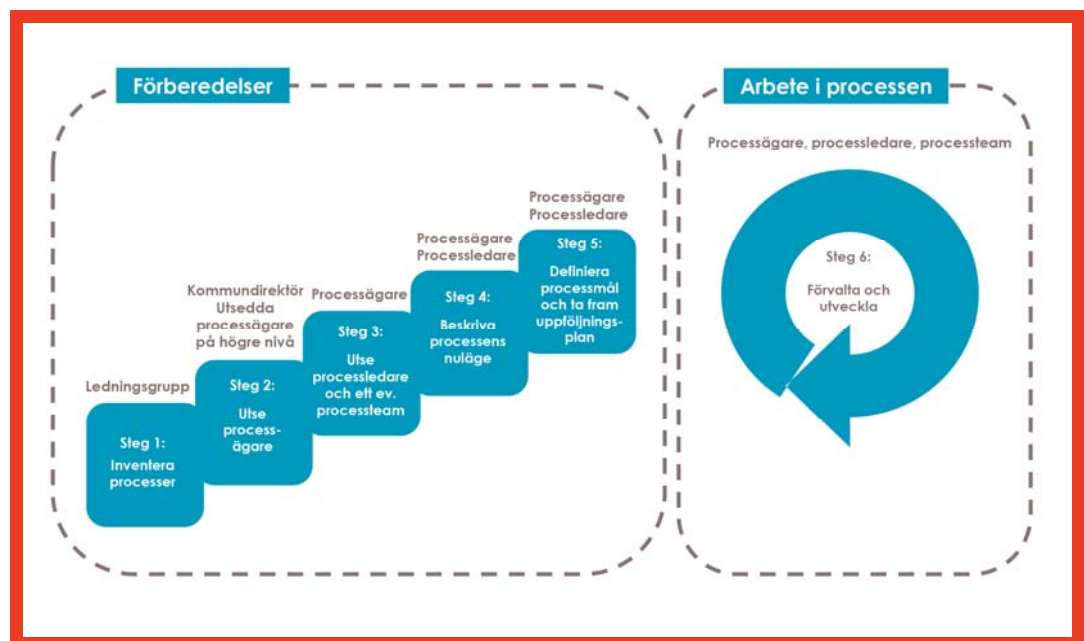 Förberedelser
Ledningsgrupp
Steg 1:
Inventera
processer
Kommundirektör
Utsedda
processägare
på högre nivå
Steg 2:
Utse
process-
ägare
Processägare
Steg 3:
Utse
processledare
och ett ev.
processteam
Processägare
Processledare
Steg 4:
Beskriva
processens
nuläge
Processägare
Processledare
Steg 5:
Definiera
processmål
och ta fram
uppföljnings-
plan
Arbete i processen
Processägare, processledare, processteam
Steg 6:
Förvalta och
utveckla